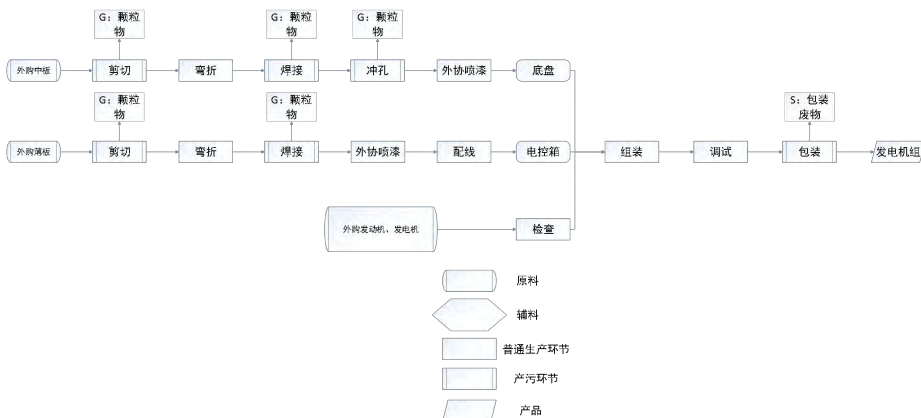 G：颗粒
物
G：颗粒
物
G：颗粒
物
外购中板
剪切
弯折
焊接
冲孔
外协喷漆
底盘
G：颗粒
物
G：颗粒
物
S：包装
废物
外购薄板
剪切
弯折
焊接
外协喷漆
配线
电控箱
组装
调试
包装
发电机组
外购发动机、发电机
检查
原料
辅料
普通生产环节
产污环节
产品